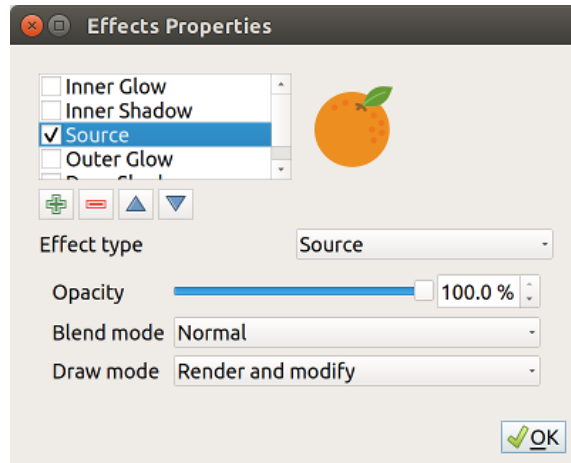 Effects Properties
Inner Glow
Inner Shadow
Source
Outer Glow
Effect type Source
Opacity 100.0 %
Blend mode Normal
Draw mode Render and modify
OK